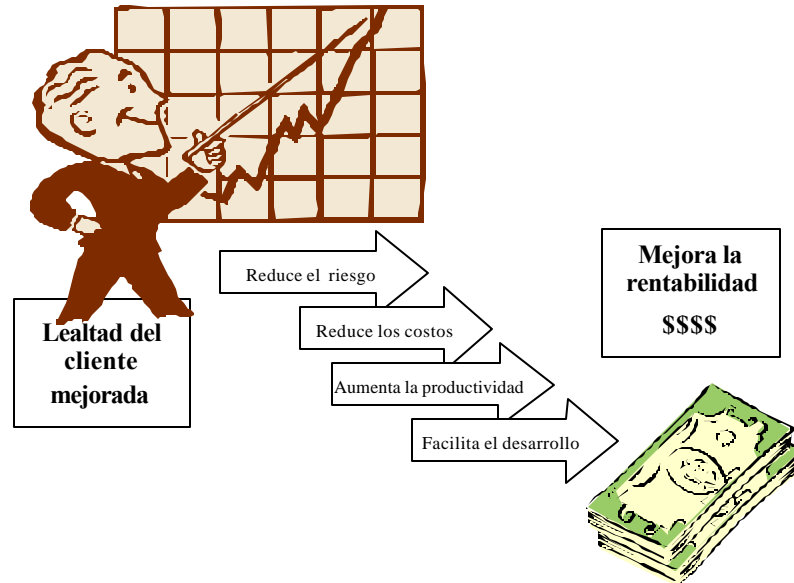 Lealtad del
cliente
mejorada
Reduce el riesgo
Reduce los costos
Aumenta la productividad
Facilita el desarrollo
Mejora la
rentabilidad
$$$$